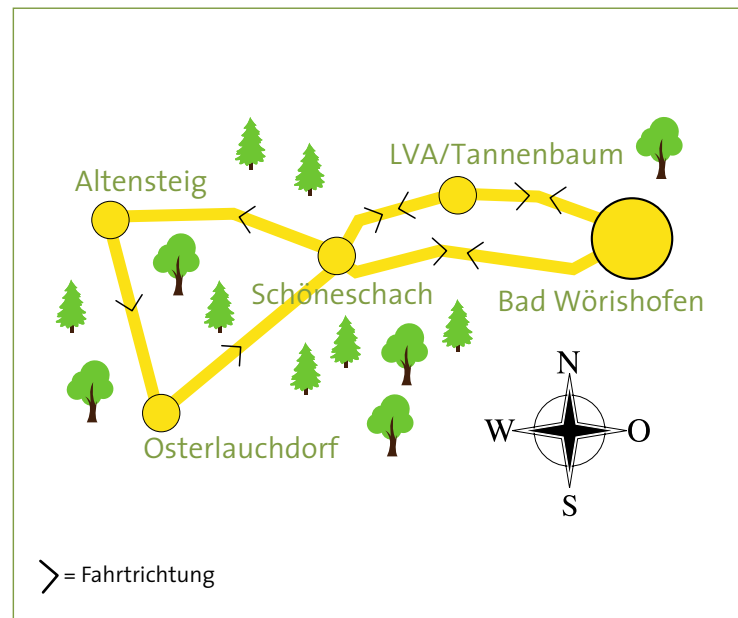 LVA/Tannenbaum
Altensteig
Schöneschach
Bad Wörishofen
N
W
O
S
Osterlauchdorf
= Fahrtrichtung